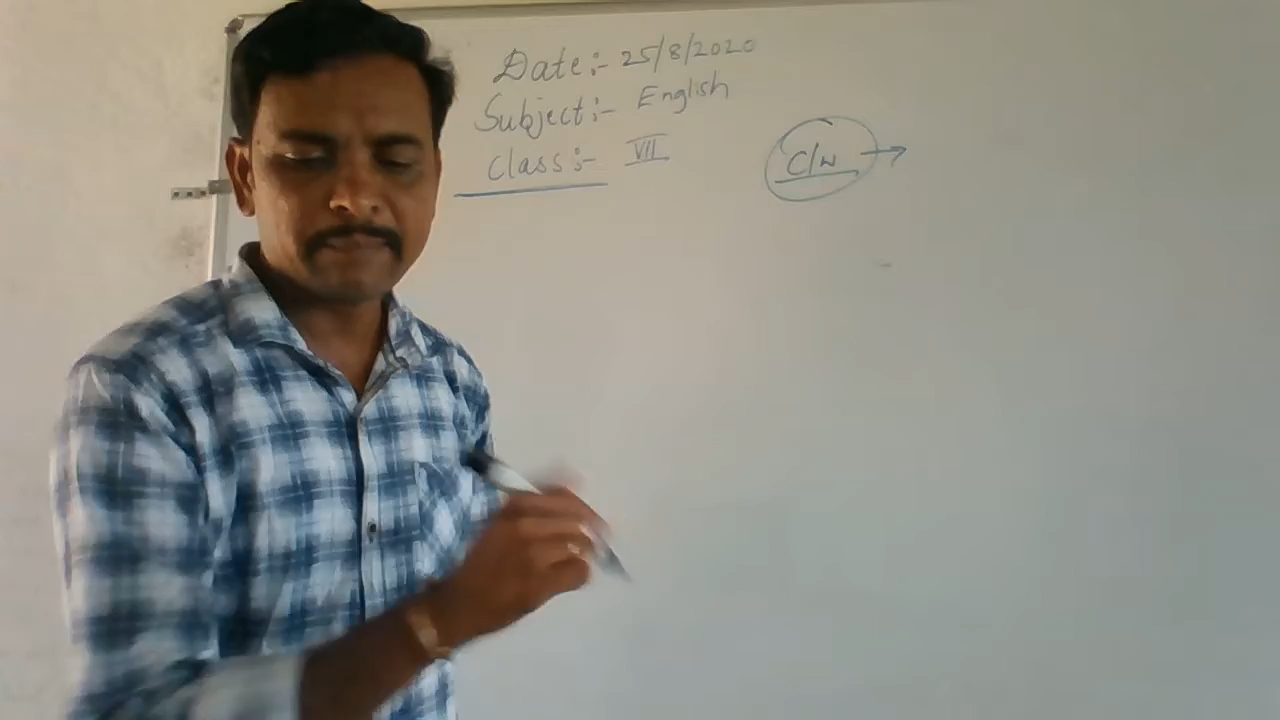 Date:- 25/8/2020
Subject:- English
Class:- VII
C/W →